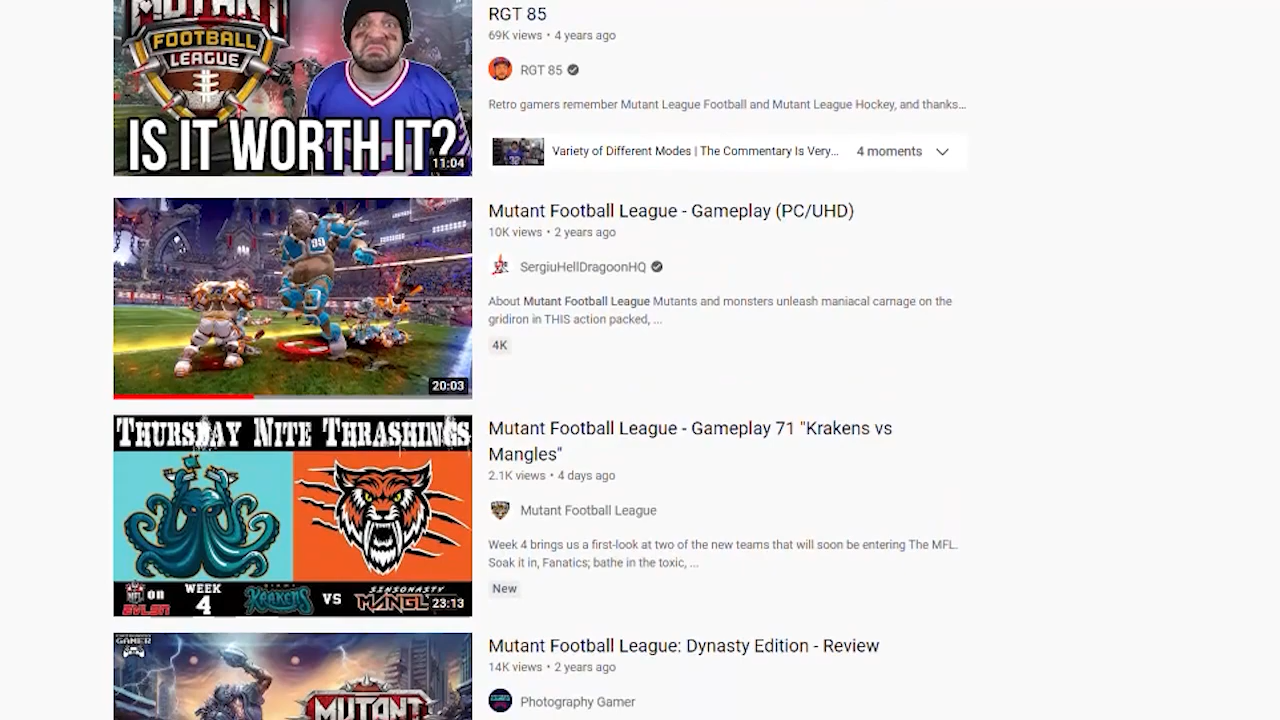 MUTANT
FOOTBALL
LEAGUE
IS IT WORTH IT?
11:04
RGT 85
69K views • 4 years ago
RGT 85
Retro gamers remember Mutant League Football and Mutant League Hockey, and thanks...
Variety of Different Modes | The Commentary Is Very...
4 moments
99
20:03
Mutant Football League - Gameplay (PC/UHD)
10K views • 2 years ago
SergiuHellDragoonHQ
About Mutant Football League Mutants and monsters unleash maniacal carnage on the
gridiron in THIS action packed, ...
4K
THURSDAY NITE THRASHINGS
ON
WEEK
4
KRAKENS
VS
SINSONASTY
MANGL
23:13
Mutant Football League - Gameplay 71 "Krakens vs
Mangles"
2.1K views • 4 days ago
Mutant Football League
Week 4 brings us a first-look at two of the new teams that will soon be entering The MFL.
Soak it in, Fanatics; bathe in the toxic, ...
New
GAMER
MUTANT
Mutant Football League: Dynasty Edition - Review
14K views • 2 years ago
Photography Gamer